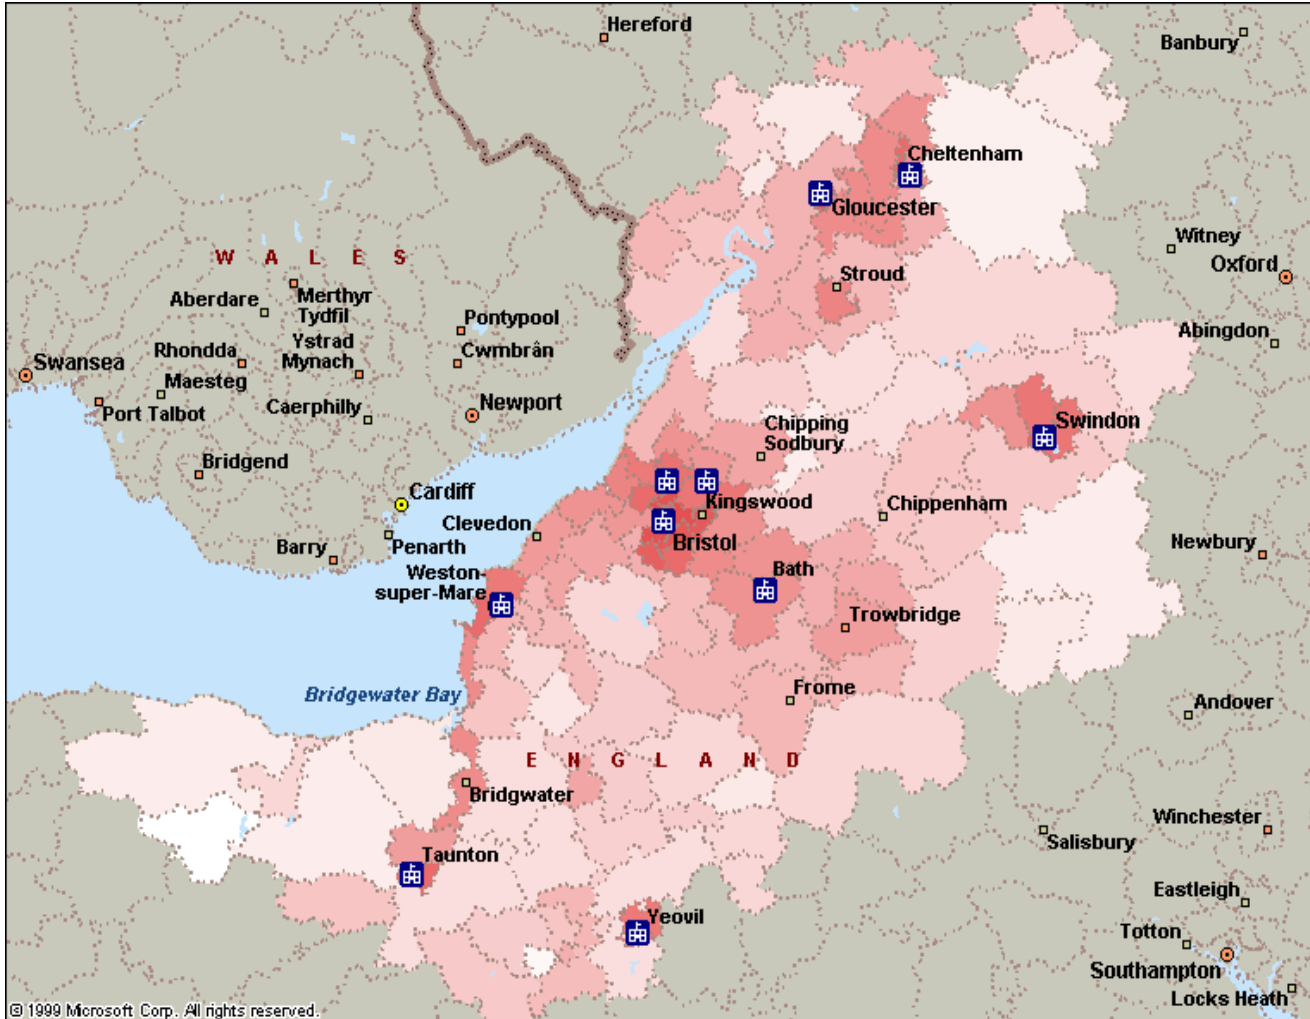 Hereford
Banbury
Cheltenham
Gloucester
Witney
Oxford
W A L E S
Stroud
Aberdare
Merthyr
Tydfil
Pontypool
Abingdon
Ystrad
Mynach
Rhondda
Cwmbrân
Swansea
Maesteg
Port Talbot
Caerphilly
Newport
Swindon
Chipping
Sodbury
Bridgend
Cardiff
Kingswood
Chippenham
Clevedon
Bristol
Newbury
Barry
Penarth
Weston-
super-Mare
Bath
Trowbridge
Bridgewater Bay
Frome
Andover
E N G L A N D
Bridgwater
Winchester
Salisbury
Taunton
Eastleigh
Yeovil
Totton
Southampton
Locks Heath
© 1999 Microsoft Corp. All rights reserved.